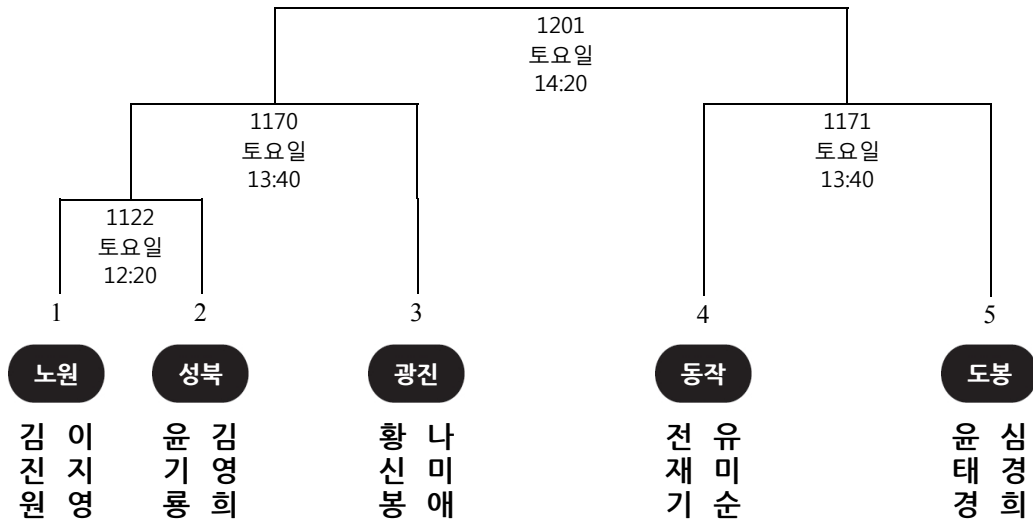 1201
토요일
14:20
1170
토요일
13:40
1171
토요일
13:40
1122
토요일
12:20
1 2 3 4 5
노원 성북 광진 동작 도봉
김 이 윤 김 황 나 전 유 윤 심
진 지 기 영 신 미 재 미 태 경
원 영 룡 희 봉 애 기 순 경 희